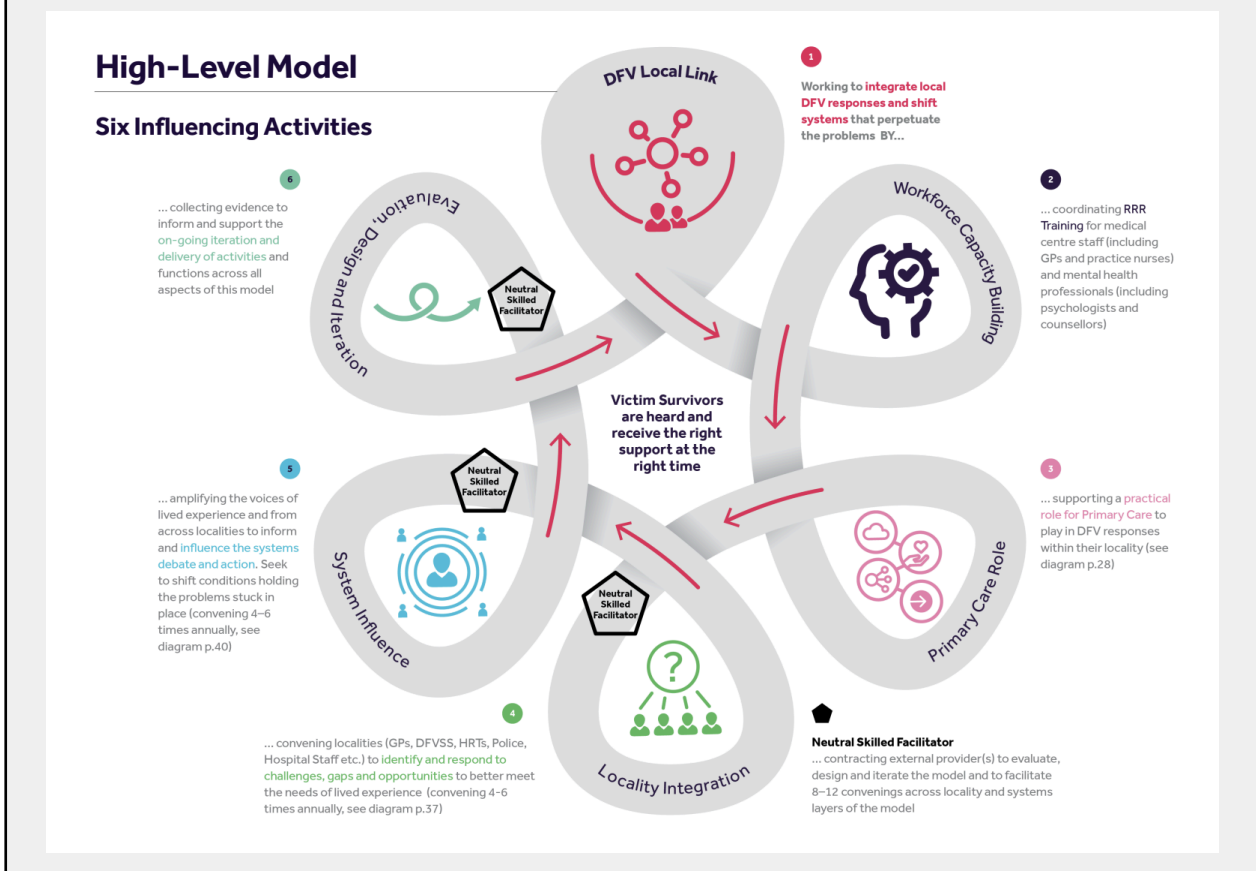 High-Level Model
Six Influencing Activities
DFV Local Link
1
Working to integrate local
DFV responses and shift
systems that perpetuate
the problems BY...
Workforce Capacity Building
2
... coordinating RRR
Training for medical
centre staff (including
GPs and practice nurses)
and mental health
professionals (including
psychologists and
counsellors)
Primary Care Role
3
... supporting a practical
role for Primary Care to
play in DFV responses
within their locality (see
diagram p.28)
Locality Integration
4
... convening localities (GPs, DFVSS, HRTs, Police,
Hospital Staff etc.) to identify and respond to
challenges, gaps and opportunities to better meet
the needs of lived experience (convening 4-6
times annually, see diagram p.37)
System Influence
5
... amplifying the voices of
lived experience and from
across localities to inform
and influence the systems
debate and action. Seek
to shift conditions holding
the problems stuck in
place (convening 4–6
times annually, see
diagram p.40)
Evaluation, Design and Iteration
6
... collecting evidence to
inform and support the
on-going iteration and
delivery of activities and
functions across all
aspects of this model
Neutral
Skilled
Facilitator
Neutral
Skilled
Facilitator
Neutral
Skilled
Facilitator
?
Victim Survivors
are heard and
receive the right
support at the
right time
Neutral Skilled Facilitator
... contracting external provider(s) to evaluate,
design and iterate the model and to facilitate
8–12 convenings across locality and systems
layers of the model